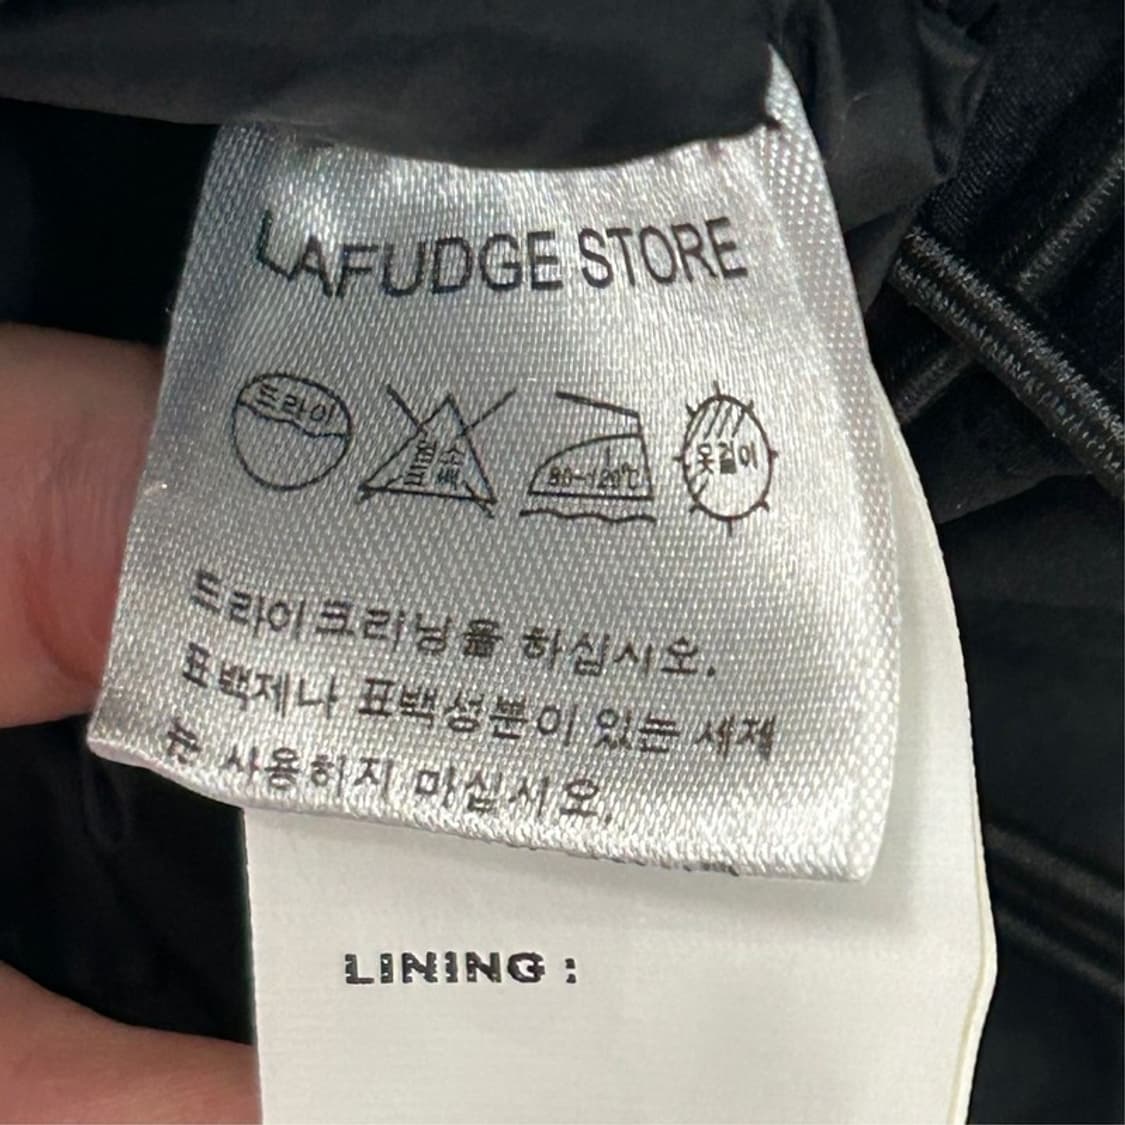 LAFUDGE STORE
드라이
염소
표백
80~120℃
옷걸이
드라이크리닝을 하십시오.
표백제나 표백성분이 있는 세제
는 사용하지 마십시오.
LINING :